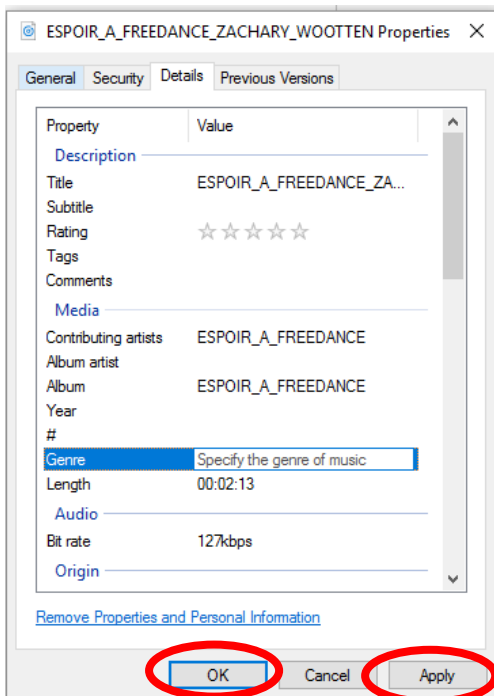 ESPOIR_A_FREEDANCE_ZACHARY_WOOTTEN Properties
General Security Details Previous Versions
Property Value
Description
Title ESPOIR_A_FREEDANCE_ZA...
Subtitle
Rating
Tags
Comments
Media
Contributing artists ESPOIR_A_FREEDANCE
Album artist
Album ESPOIR_A_FREEDANCE
Year
#
Genre Specify the genre of music
Length 00:02:13
Audio
Bit rate 127kbps
Origin
Remove Properties and Personal Information
OK Cancel Apply